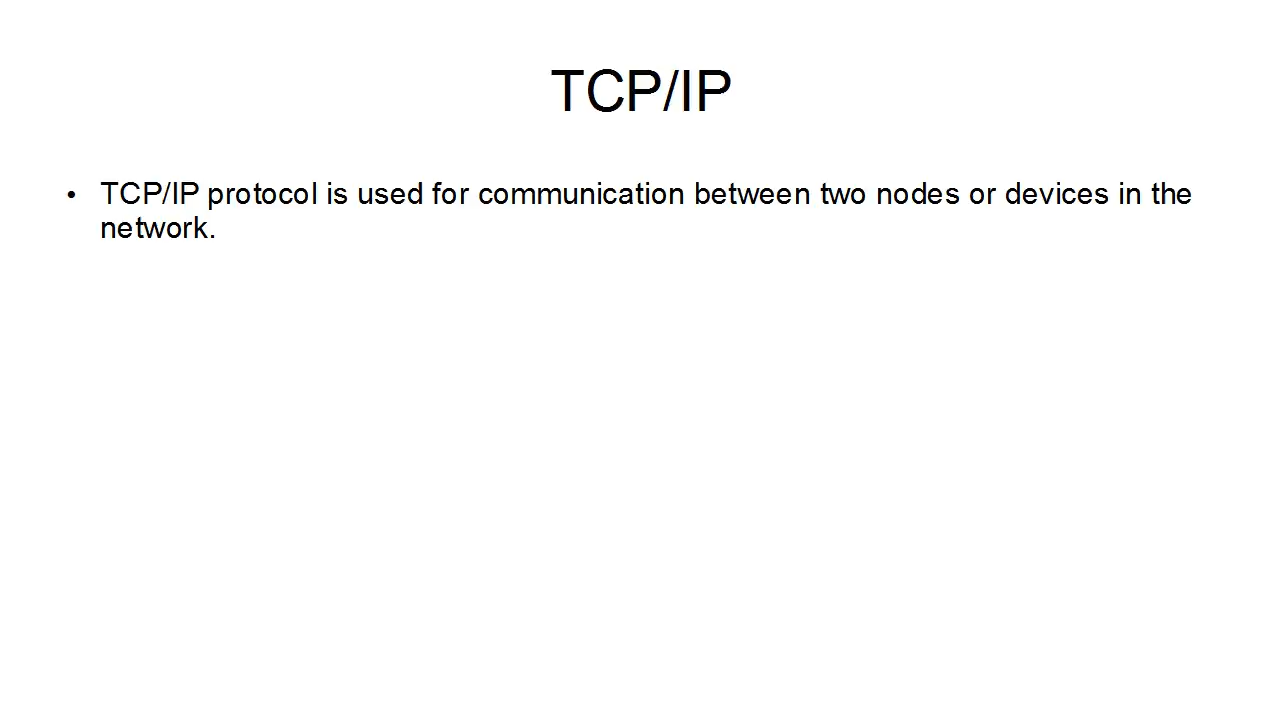 TCP/IP
• TCP/IP protocol is used for communication between two nodes or devices in the
network.